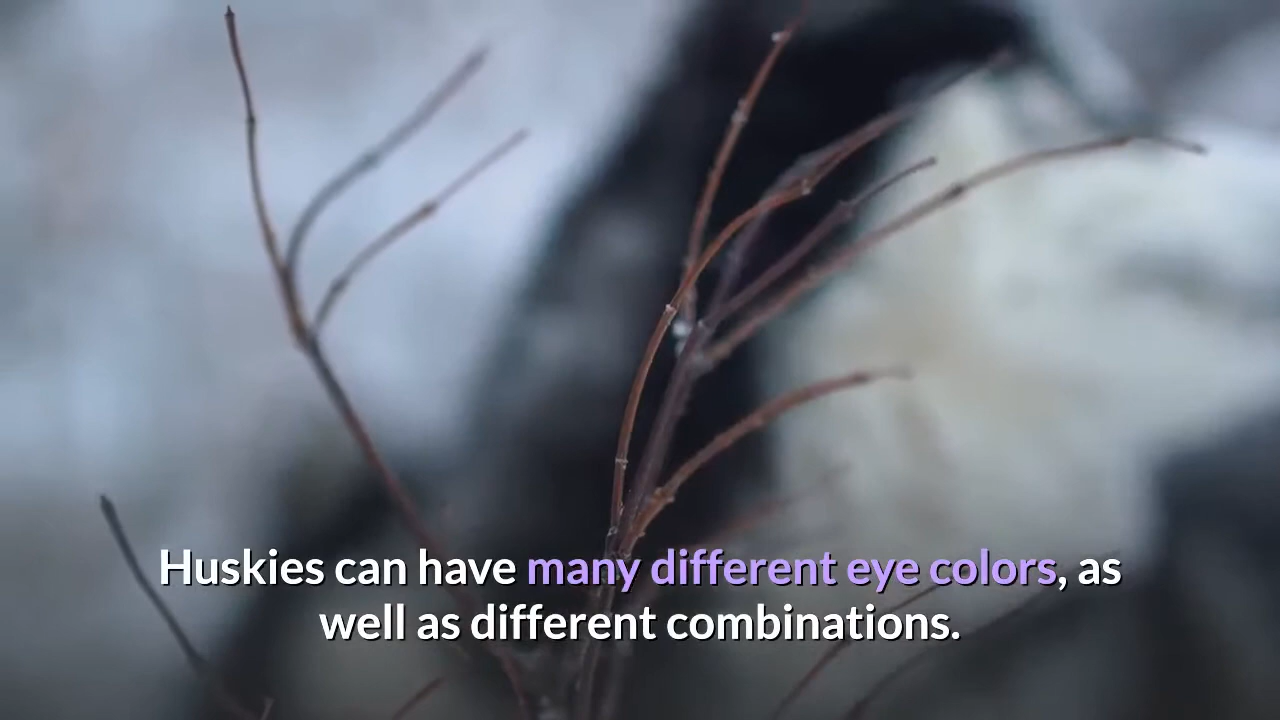 Huskies can have many different eye colors, as
well as different combinations.